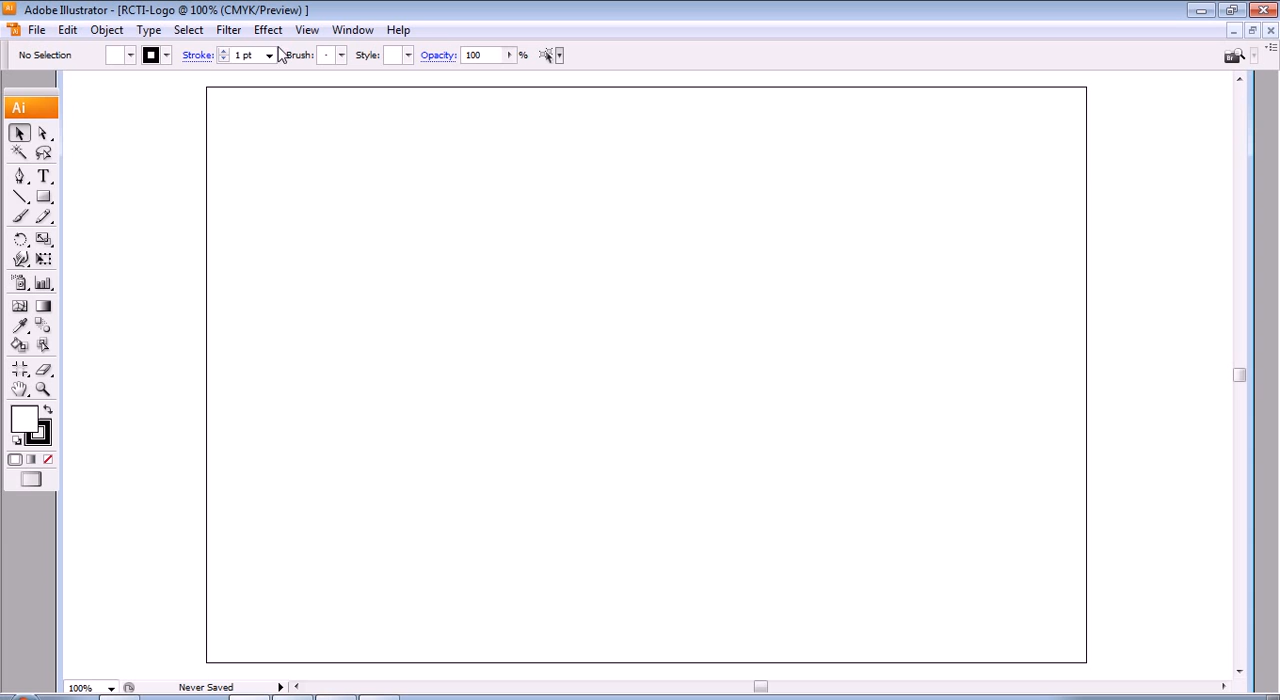 Adobe Illustrator - [RCTI-Logo @ 100% (CMYK/Preview) ]
File Edit Object Type Select Filter Effect View Window Help
No Selection Stroke: 1 pt Brush: Style: Opacity: 100 %
Br
Ai
T
100% Never Saved